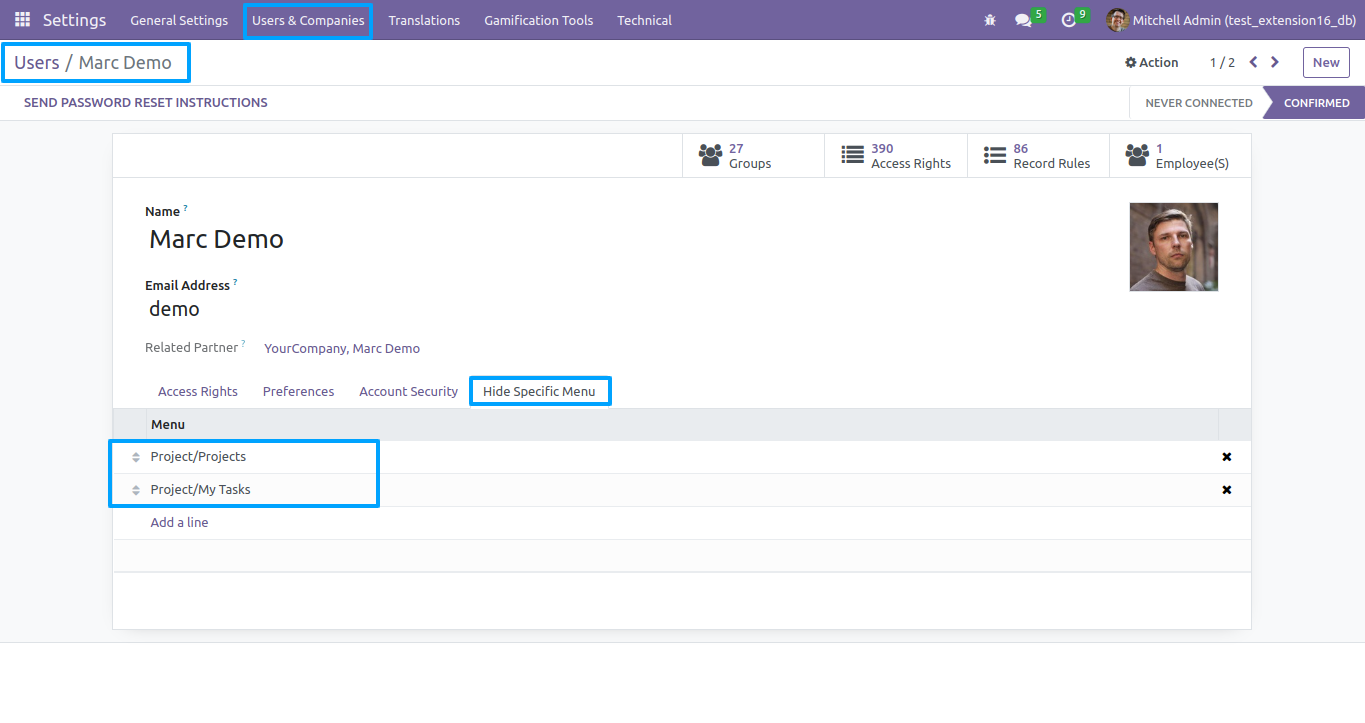 Settings General Settings Users & Companies Translations Gamification Tools Technical 5 9 Mitchell Admin (test_extension16_db)
Users / Marc Demo Action 1 / 2 New
SEND PASSWORD RESET INSTRUCTIONS NEVER CONNECTED CONFIRMED
27 Groups 390 Access Rights 86 Record Rules 1 Employee(S)
Name ?
Marc Demo
Email Address ?
demo
Related Partner ? YourCompany, Marc Demo
Access Rights Preferences Account Security Hide Specific Menu
Menu
Project/Projects
Project/My Tasks
Add a line